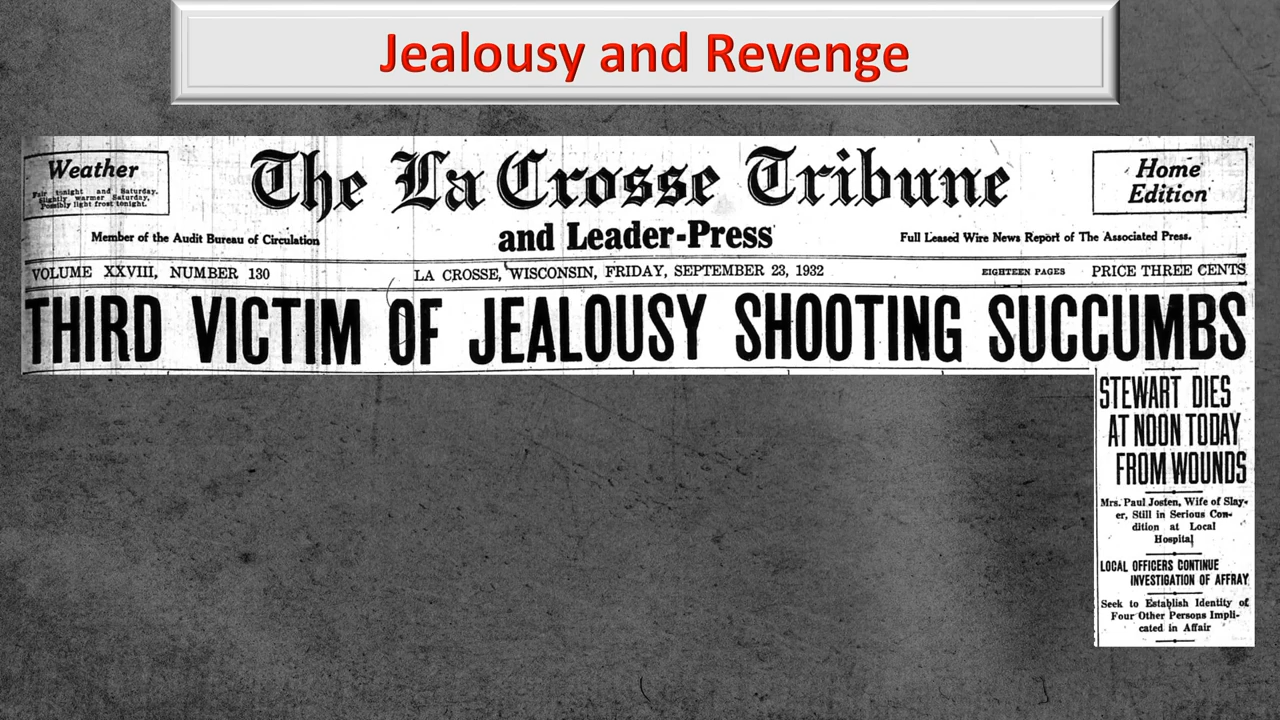 Jealousy and Revenge
Weather
Fair tonight and Saturday.
Slightly warmer Saturday.
Possibly light frost tonight.
The La Crosse Tribune
Home
Edition
Member of the Audit Bureau of Circulation
and Leader-Press
Full Leased Wire News Report of The Associated Press.
VOLUME XXVIII, NUMBER 130
LA CROSSE, WISCONSIN, FRIDAY, SEPTEMBER 23, 1932
EIGHTEEN PAGES
PRICE THREE CENTS
THIRD VICTIM OF JEALOUSY SHOOTING SUCCUMBS
STEWART DIES
AT NOON TODAY
FROM WOUNDS
Mrs. Paul Josten, Wife of Slay-
er, Still in Serious Con-
dition at Local
Hospital
LOCAL OFFICERS CONTINUE
INVESTIGATION OF AFFRAY
Seek to Establish Identity of
Four Other Persons Impli-
cated in Affair